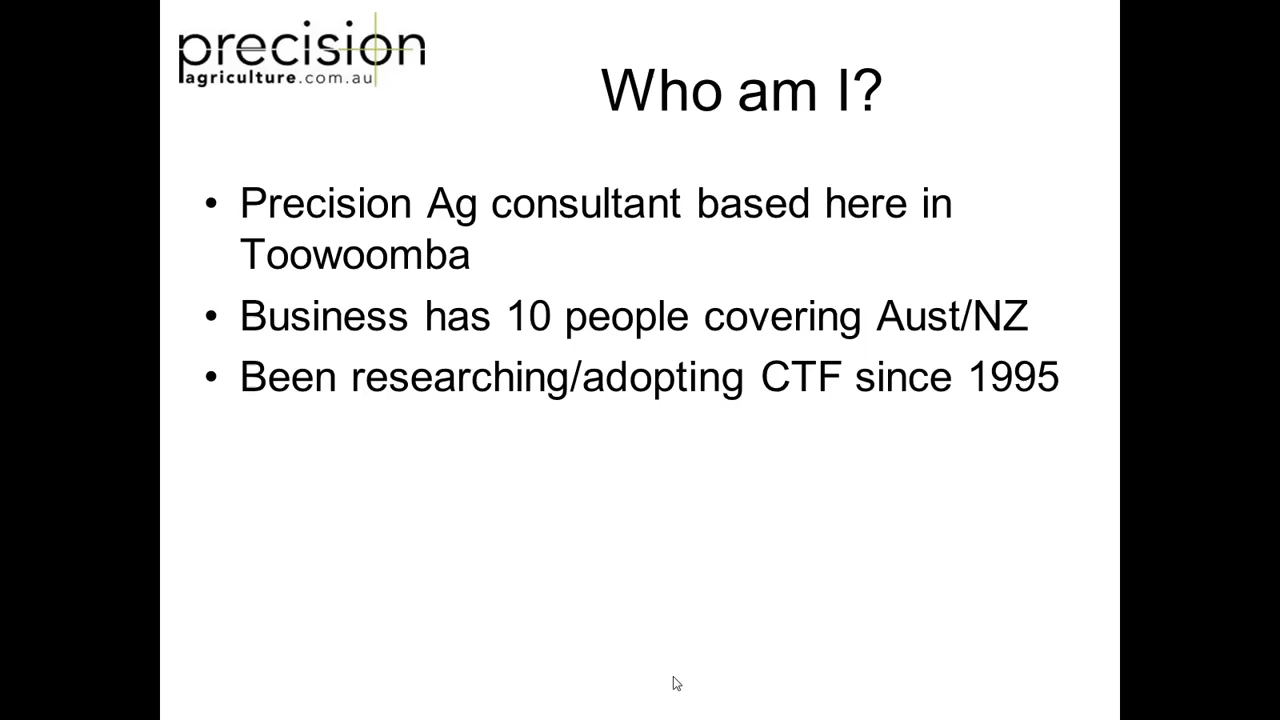 precision
agriculture.com.au
Who am I?
• Precision Ag consultant based here in
Toowoomba
• Business has 10 people covering Aust/NZ
• Been researching/adopting CTF since 1995